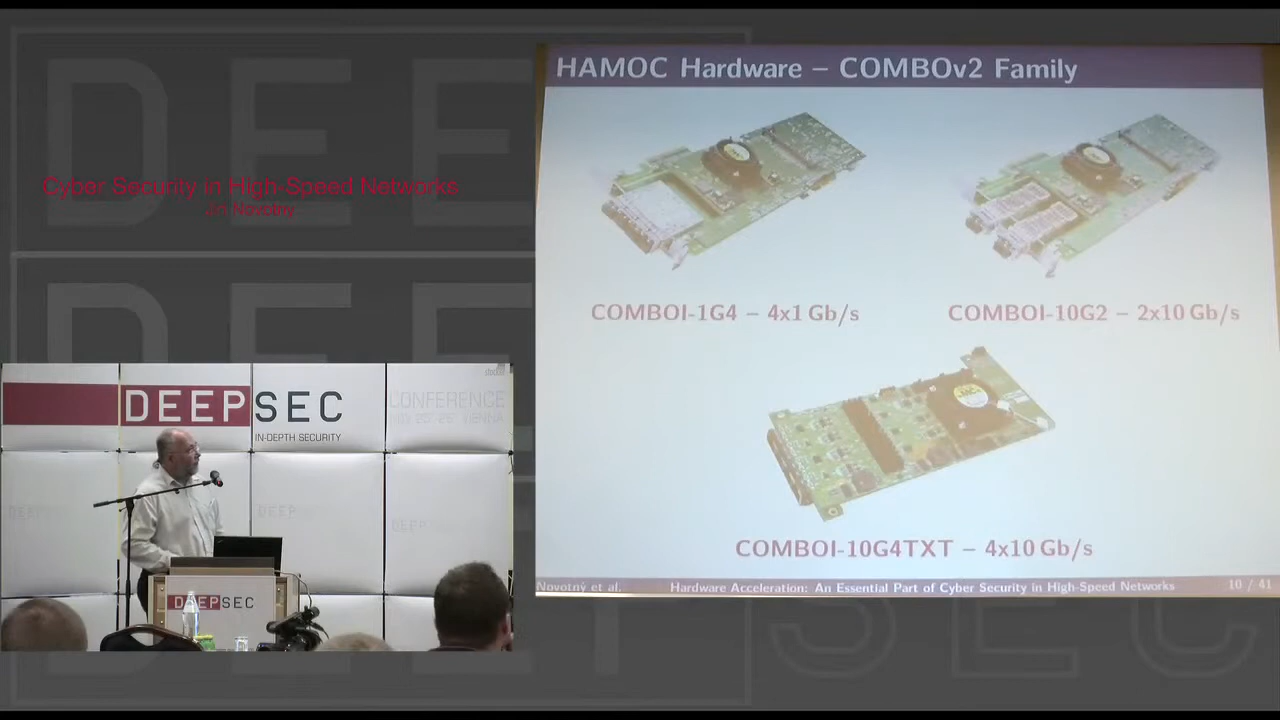 Cyber Security in High-Speed Networks
Jiri Novotny
DEEPSEC
IN-DEPTH SECURITY
CONFERENCE
DEEPSEC
HAMOC Hardware – COMBOv2 Family
COMBOI-1G4 – 4x1 Gb/s
COMBOI-10G2 – 2x10 Gb/s
COMBOI-10G4TXT – 4x10 Gb/s
Novotný et al.
Hardware Acceleration: An Essential Part of Cyber Security in High-Speed Networks
10 / 41